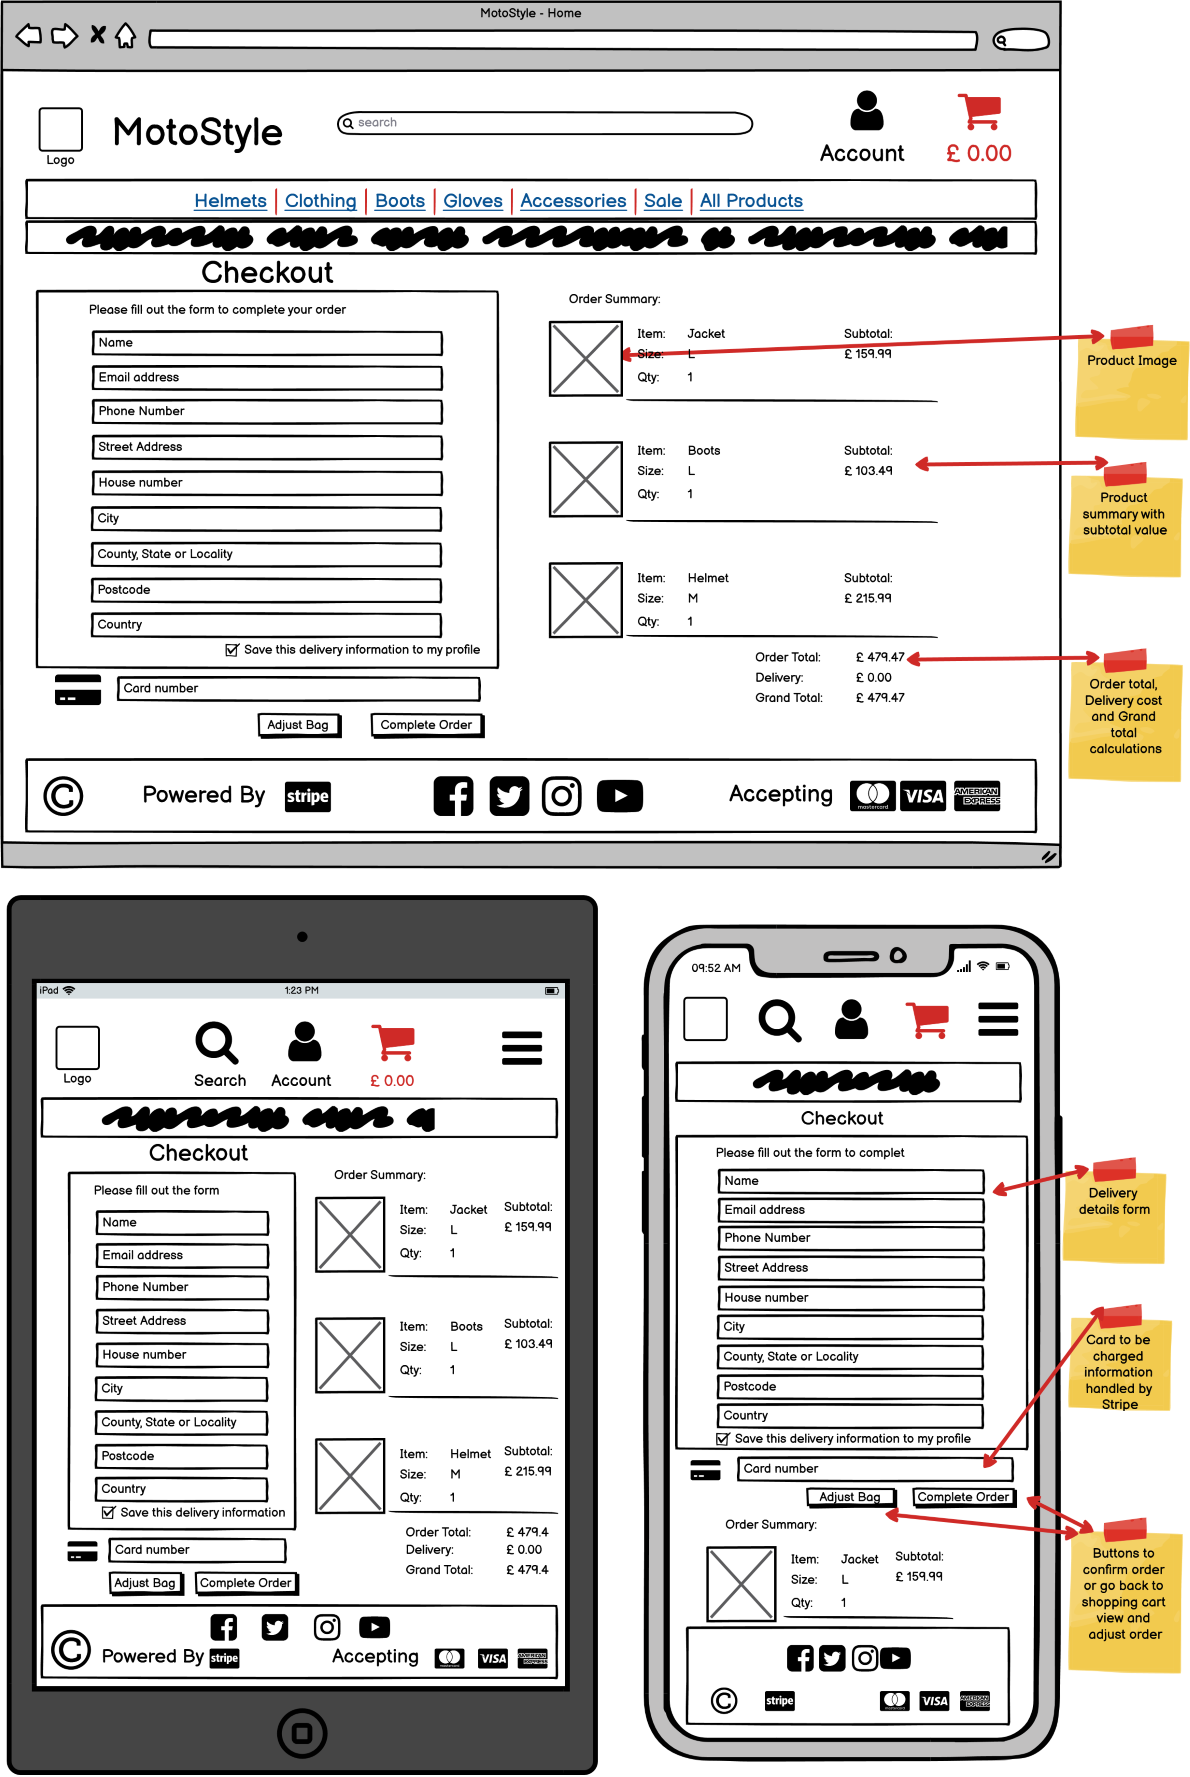 MotoStyle - Home
Logo
MotoStyle
search
Account
£ 0.00
Helmets | Clothing | Boots | Gloves | Accessories | Sale | All Products
Checkout
Please fill out the form to complete your order
Name
Email address
Phone Number
Street Address
House number
City
County, State or Locality
Postcode
Country
Save this delivery information to my profile
Card number
Adjust Bag
Complete Order
Order Summary:
Item: Jacket Subtotal:
Size: L £ 159.99
Qty: 1
Item: Boots Subtotal:
Size: L £ 103.49
Qty: 1
Item: Helmet Subtotal:
Size: M £ 215.99
Qty: 1
Order Total: £ 479.47
Delivery: £ 0.00
Grand Total: £ 479.47
Product Image
Product
summary with
subtotal value
Order total,
Delivery cost
and Grand
total
calculations
© Powered By stripe
Accepting mastercard VISA AMERICAN EXPRESS
iPad
1:23 PM
Logo
Search
Account
£ 0.00
Checkout
Please fill out the form
Name
Email address
Phone Number
Street Address
House number
City
County, State or Locality
Postcode
Country
Save this delivery information
Card number
Adjust Bag
Complete Order
Order Summary:
Item: Jacket Subtotal:
Size: L £ 159.99
Qty: 1
Item: Boots Subtotal:
Size: L £ 103.49
Qty: 1
Item: Helmet Subtotal:
Size: M £ 215.99
Qty: 1
Order Total: £ 479.4
Delivery: £ 0.00
Grand Total: £ 479.4
© Powered By stripe
Accepting mastercard VISA AMERICAN EXPRESS
09:52 AM
Checkout
Please fill out the form to complet
Name
Email address
Phone Number
Street Address
House number
City
County, State or Locality
Postcode
Country
Save this delivery information to my profile
Card number
Adjust Bag
Complete Order
Order Summary:
Item: Jacket Subtotal:
Size: L £ 159.99
Qty: 1
© stripe
mastercard VISA AMERICAN EXPRESS
Delivery
details form
Card to be
charged
information
handled by
Stripe
Buttons to
confirm order
or go back to
shopping cart
view and
adjust order